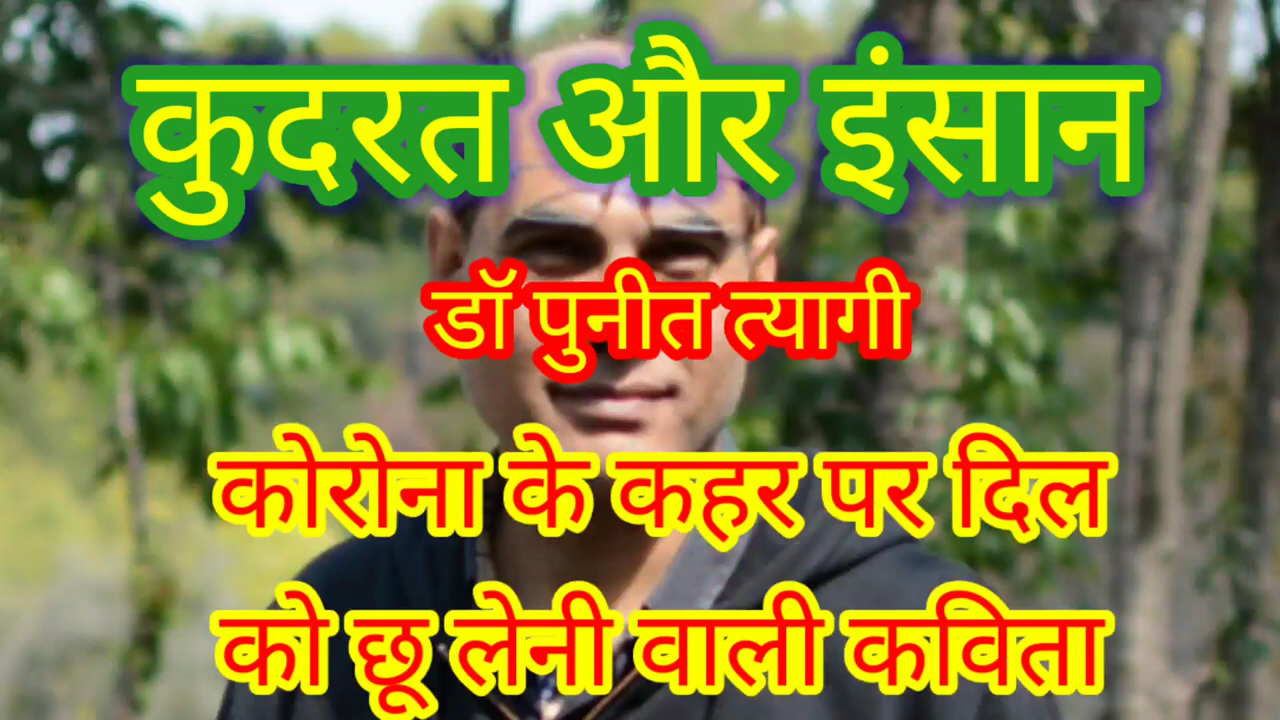 कुदरत और इंसान
डॉ पुनीत त्यागी
कोरोना के कहर पर दिल
को छू लेनी वाली कविता